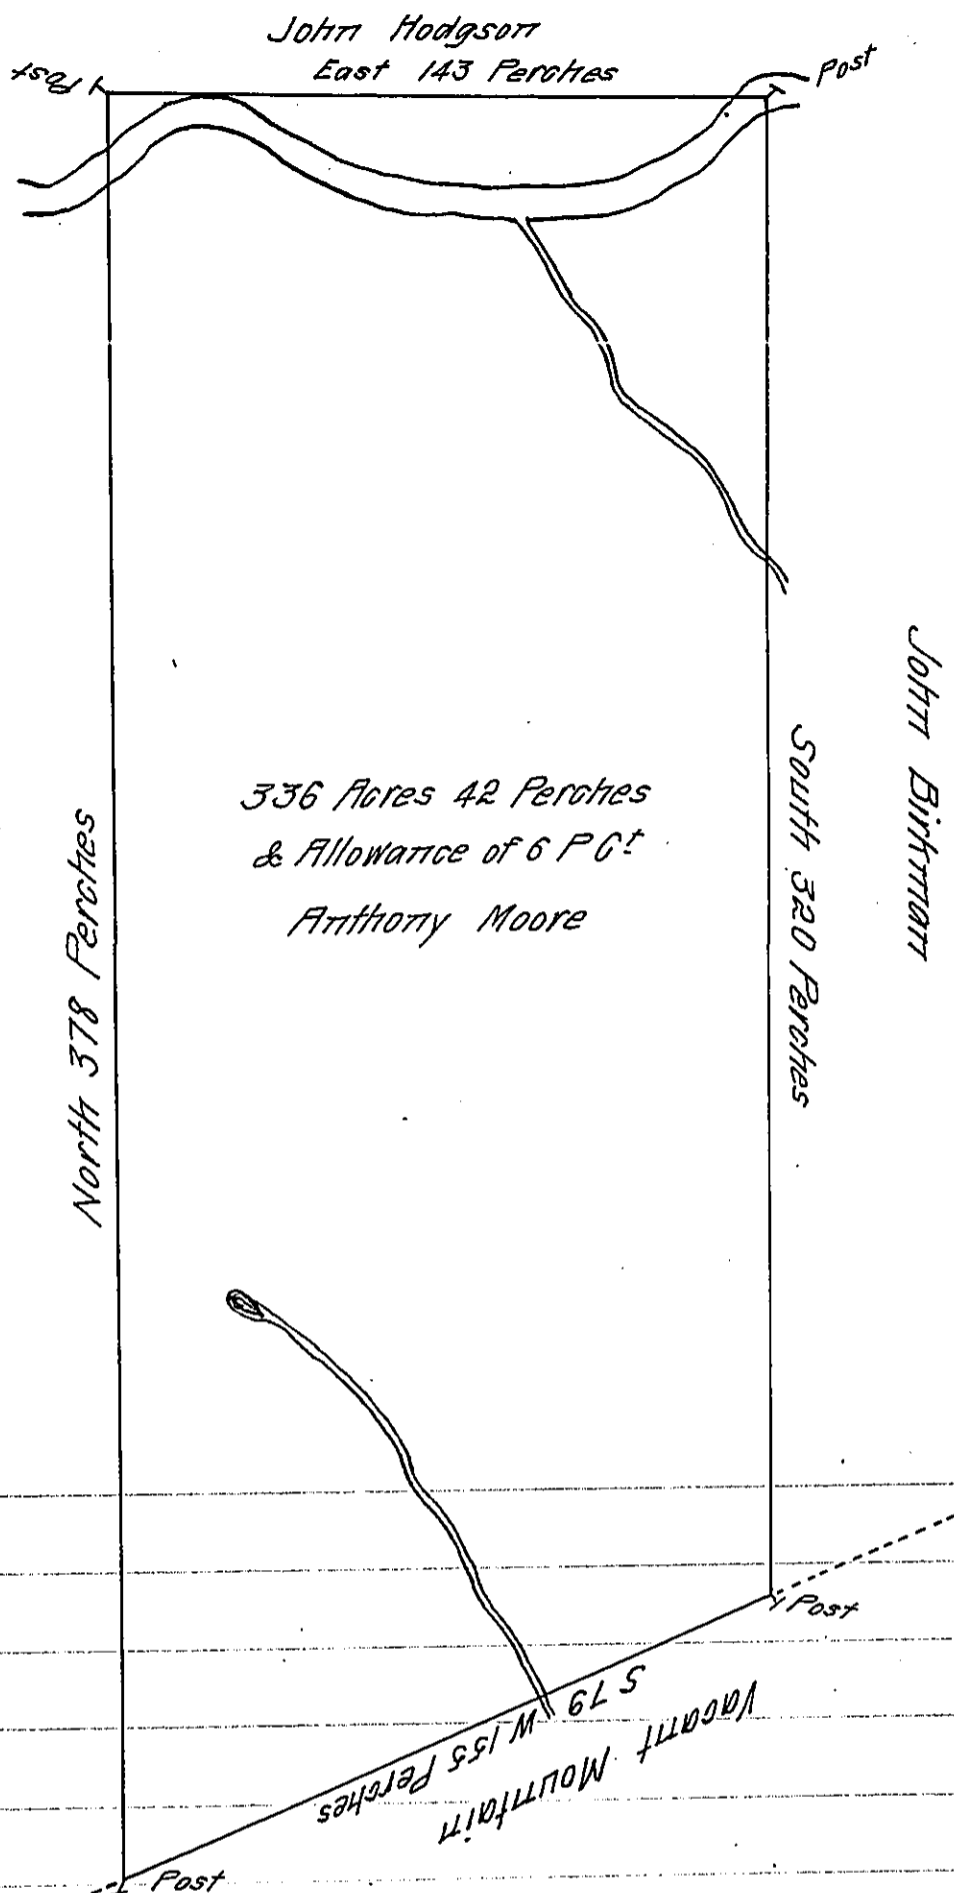 John Hodgson
East 143 Perches
Post
Post
John Birkman
South 320 Perches
336 Acres 42 Perches
& Allowance of 6 P Ct
Anthony Moore
North 378 Perches
Post
S 79 W 155 Perches
Vacant Mountain
Post